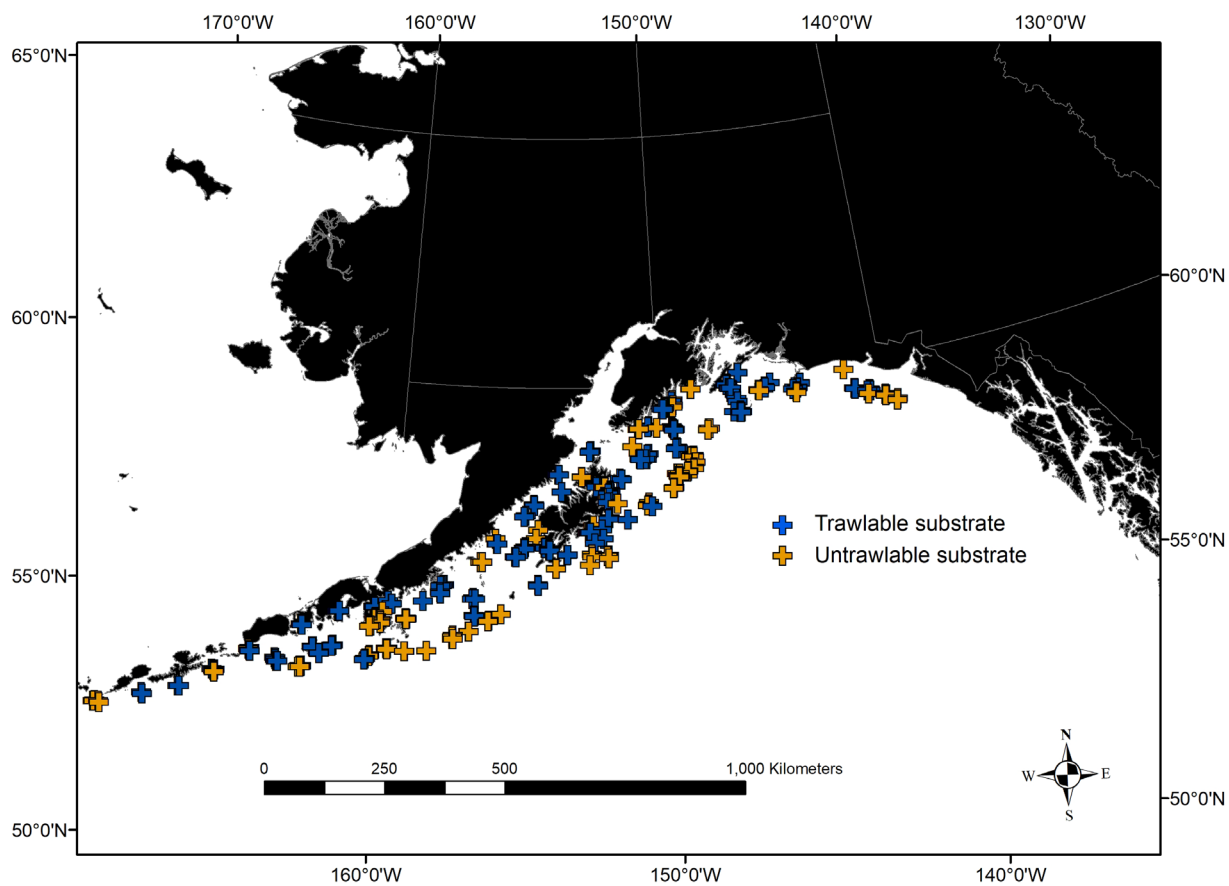 170°0'W 160°0'W 150°0'W 140°0'W 130°0'W
65°0'N
60°0'N
60°0'N
55°0'N
Trawlable substrate
Untrawlable substrate
55°0'N
0 250 500 1,000 Kilometers
N
W E
S
50°0'N
50°0'N
160°0'W 150°0'W 140°0'W